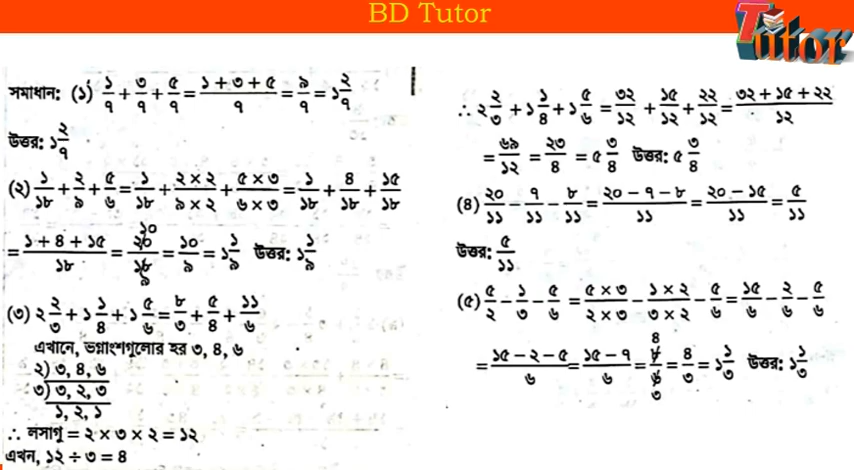 BD Tutor
Tutor
সমাধান: (১) ১/৭ + ৩/৭ + ৫/৭ = (১ + ৩ + ৫)/৭ = ৯/৭ = ১ ২/৭
উত্তর: ১ ২/৭
(২) ১/১৮ + ২/৯ + ৫/৬ = ১/১৮ + (২ × ২)/(৯ × ২) + (৫ × ৩)/(৬ × ৩) = ১/১৮ + ৪/১৮ + ১৫/১৮
= (১ + ৪ + ১৫)/১৮ = ২০/১৮ ১০ ৯ = ১০/৯ = ১ ১/৯ উত্তর: ১ ১/৯
(৩) ২ ২/৩ + ১ ১/৪ + ১ ৫/৬ = ৮/৩ + ৫/৪ + ১১/৬
এখানে, ভগ্নাংশগুলোর হর ৩, ৪, ৬
২) ৩, ৪, ৬
৩) ৩, ২, ৩
১, ২, ১
∴ লসাগু = ২ × ৩ × ২ = ১২
এখন, ১২ ÷ ৩ = ৪
∴ ২ ২/৩ + ১ ১/৪ + ১ ৫/৬ = ৩২/১২ + ১৫/১২ + ২২/১২ = (৩২ + ১৫ + ২২)/১২
= ৬৯/১২ = ২৩/৪ = ৫ ৩/৪ উত্তর: ৫ ৩/৪
(৪) ২০/১১ - ৭/১১ - ৮/১১ = (২০ - ৭ - ৮)/১১ = (২০ - ১৫)/১১ = ৫/১১
উত্তর: ৫/১১
(৫) ৫/২ - ১/৩ - ৫/৬ = (৫ × ৩)/(২ × ৩) - (১ × ২)/(৩ × ২) - ৫/৬ = ১৫/৬ - ২/৬ - ৫/৬
= (১৫ - ২ - ৫)/৬ = (১৫ - ৭)/৬ = ৮/৬ ৪ ৩ = ৪/৩ = ১ ১/৩ উত্তর: ১ ১/৩